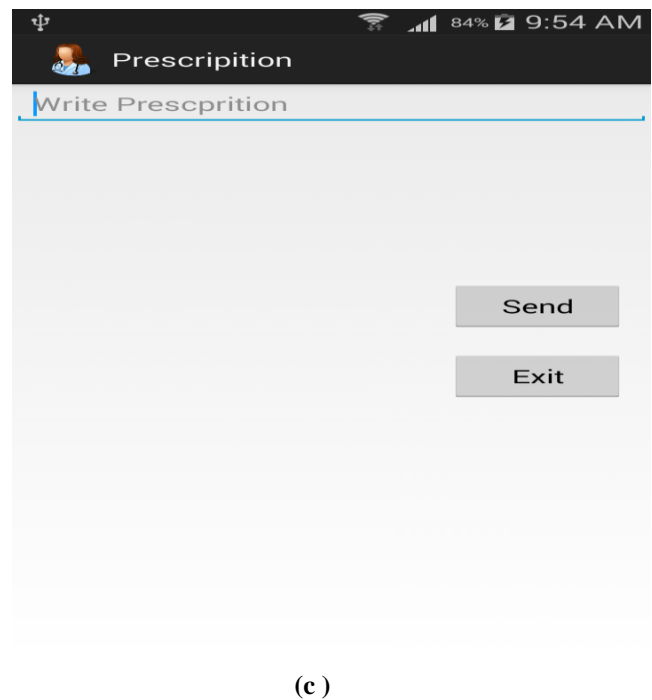 84% 9:54 AM
Prescripition
Write Prescprition
Send
Exit
(c )